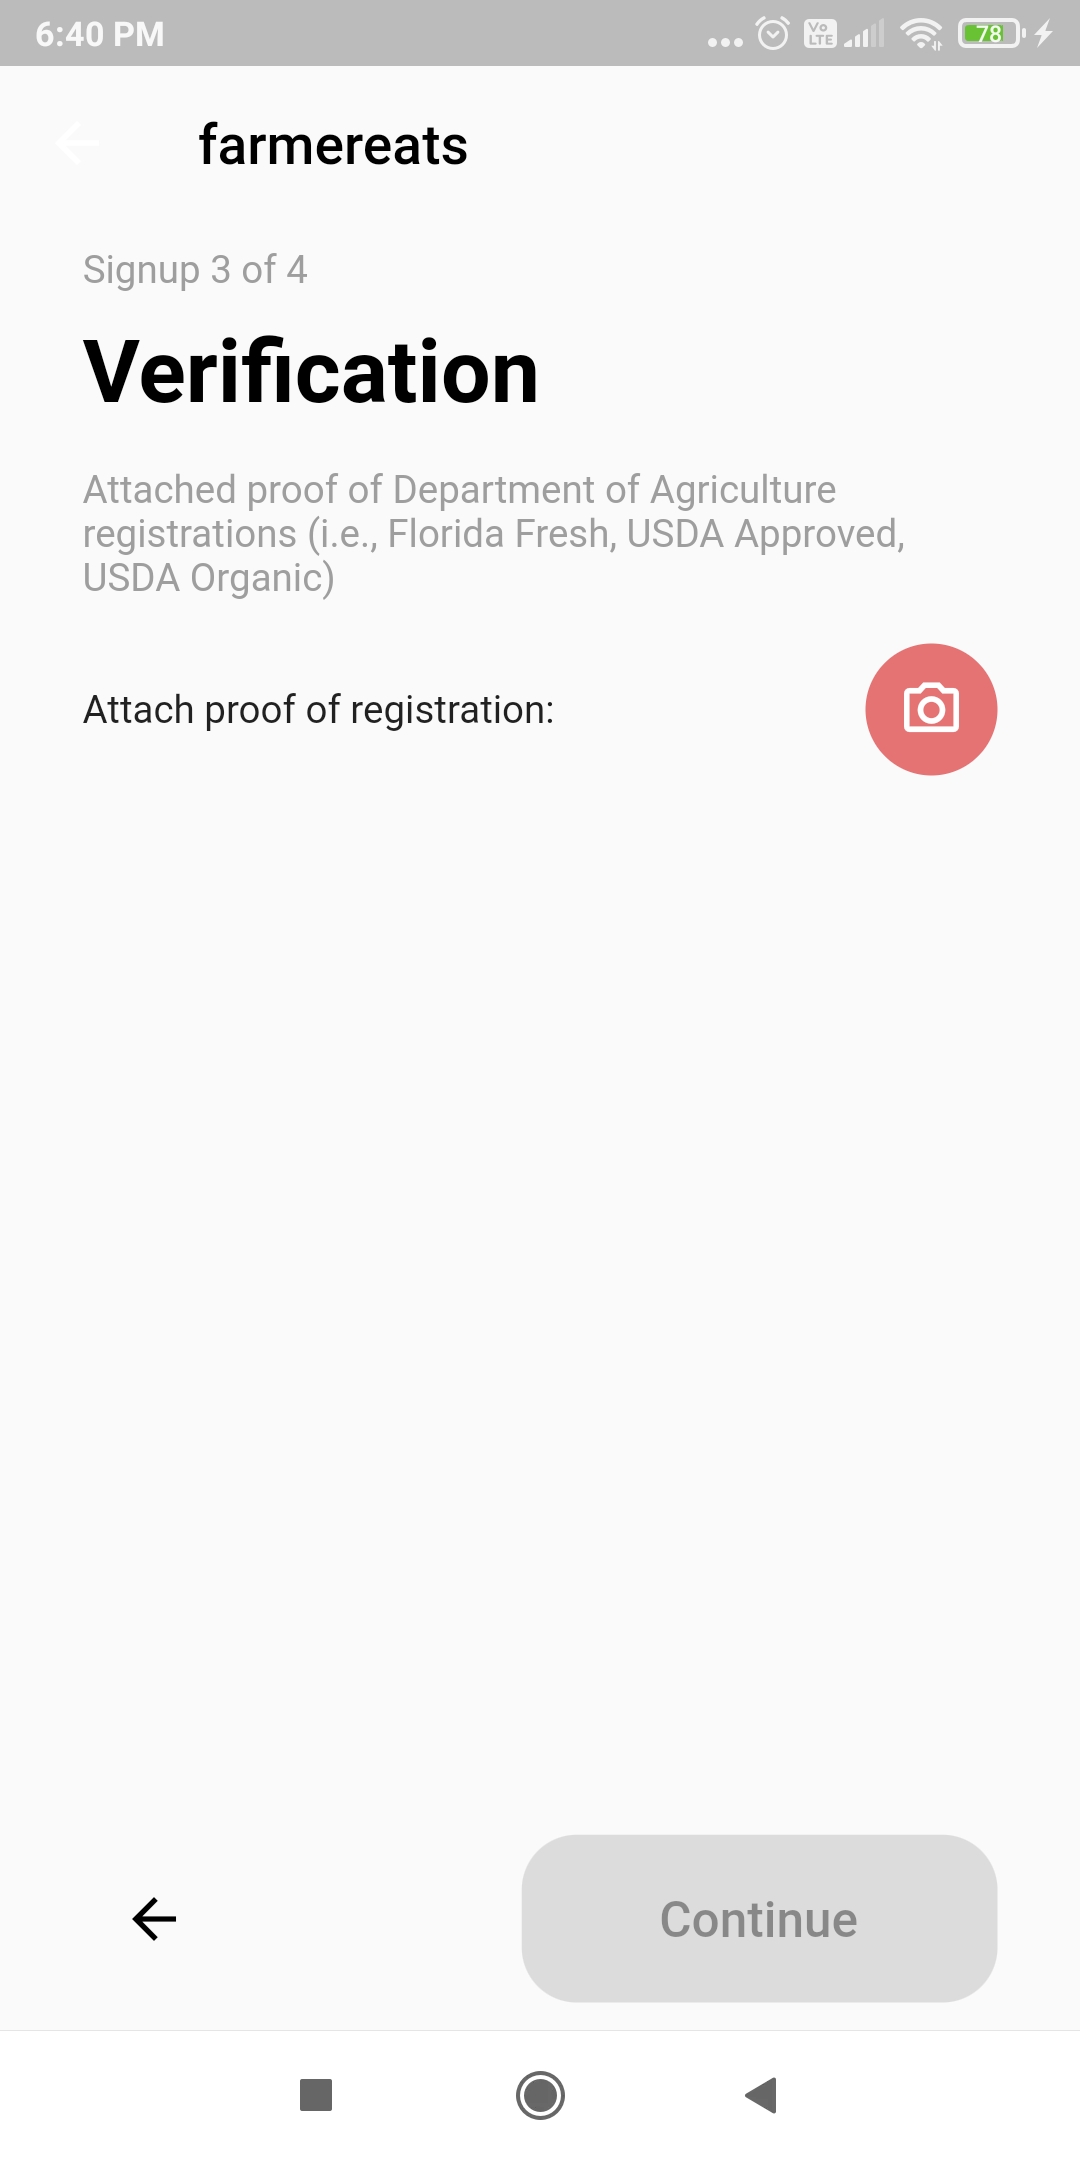 6:40 PM
Vo
LTE
78
farmereats
Signup 3 of 4
Verification
Attached proof of Department of Agriculture
registrations (i.e., Florida Fresh, USDA Approved,
USDA Organic)
Attach proof of registration:
Continue